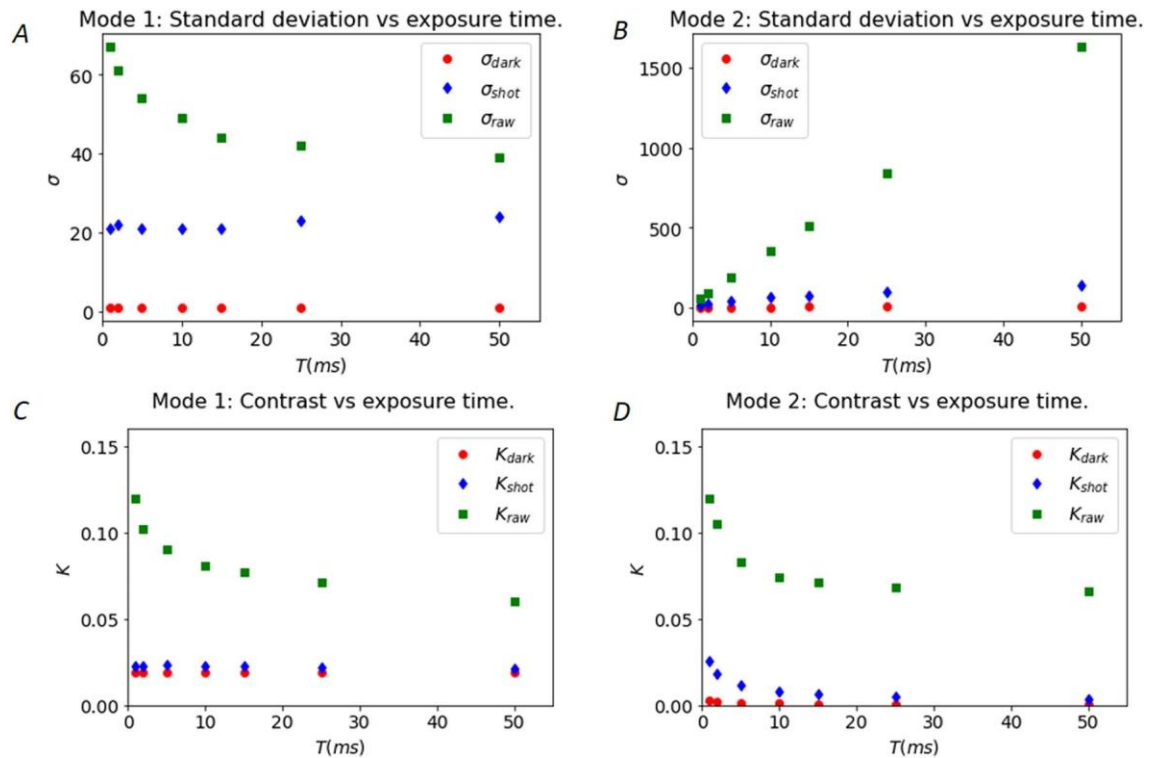 A
Mode 1: Standard deviation vs exposure time.
σ
60
40
20
0
σdark
σshot
σraw
0 10 20 30 40 50
T(ms)
B
Mode 2: Standard deviation vs exposure time.
σ
1500
1000
500
0
σdark
σshot
σraw
0 10 20 30 40 50
T(ms)
C
Mode 1: Contrast vs exposure time.
K
0.15
0.10
0.05
0.00
Kdark
Kshot
Kraw
0 10 20 30 40 50
T(ms)
D
Mode 2: Contrast vs exposure time.
K
0.15
0.10
0.05
0.00
Kdark
Kshot
Kraw
0 10 20 30 40 50
T(ms)